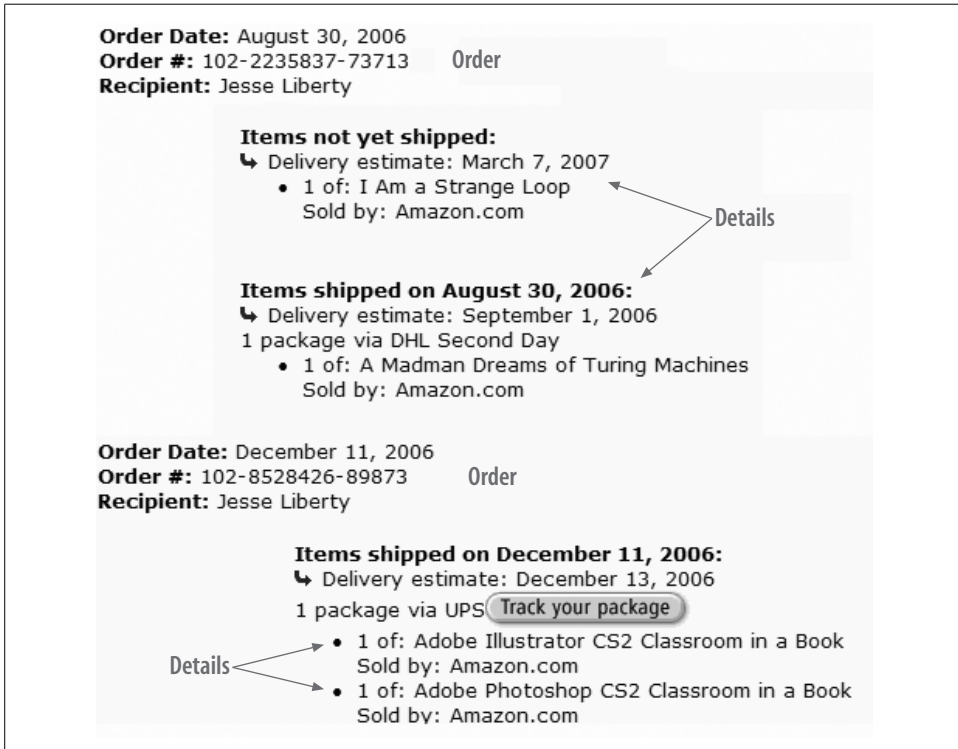 Order Date: August 30, 2006
Order #: 102-2235837-73713 Order
Recipient: Jesse Liberty
Items not yet shipped:
Delivery estimate: March 7, 2007
• 1 of: I Am a Strange Loop
Sold by: Amazon.com
Details
Items shipped on August 30, 2006:
Delivery estimate: September 1, 2006
1 package via DHL Second Day
• 1 of: A Madman Dreams of Turing Machines
Sold by: Amazon.com
Order Date: December 11, 2006
Order #: 102-8528426-89873 Order
Recipient: Jesse Liberty
Items shipped on December 11, 2006:
Delivery estimate: December 13, 2006
1 package via UPS Track your package
• 1 of: Adobe Illustrator CS2 Classroom in a Book
Details Sold by: Amazon.com
• 1 of: Adobe Photoshop CS2 Classroom in a Book
Sold by: Amazon.com